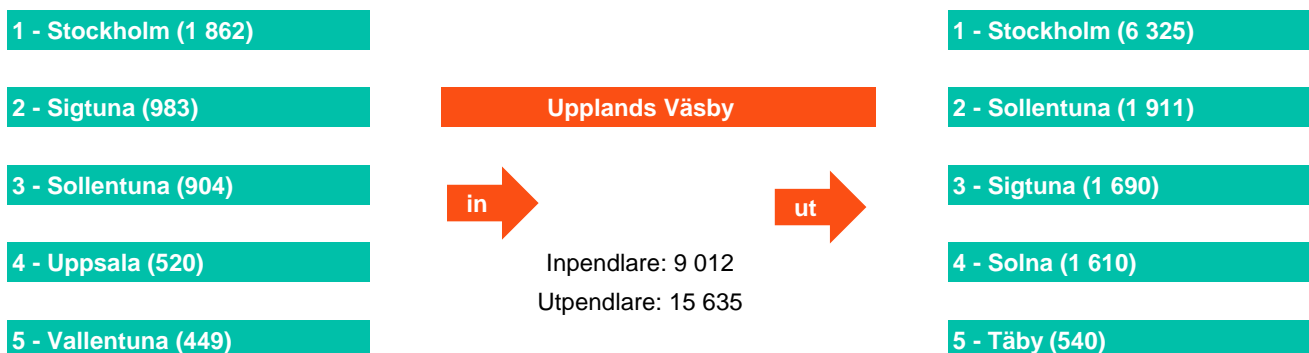 1 - Stockholm (1 862)
2 - Sigtuna (983)
3 - Sollentuna (904)
4 - Uppsala (520)
5 - Vallentuna (449)
Upplands Väsby
in
ut
Inpendlare: 9 012
Utpendlare: 15 635
1 - Stockholm (6 325)
2 - Sollentuna (1 911)
3 - Sigtuna (1 690)
4 - Solna (1 610)
5 - Täby (540)